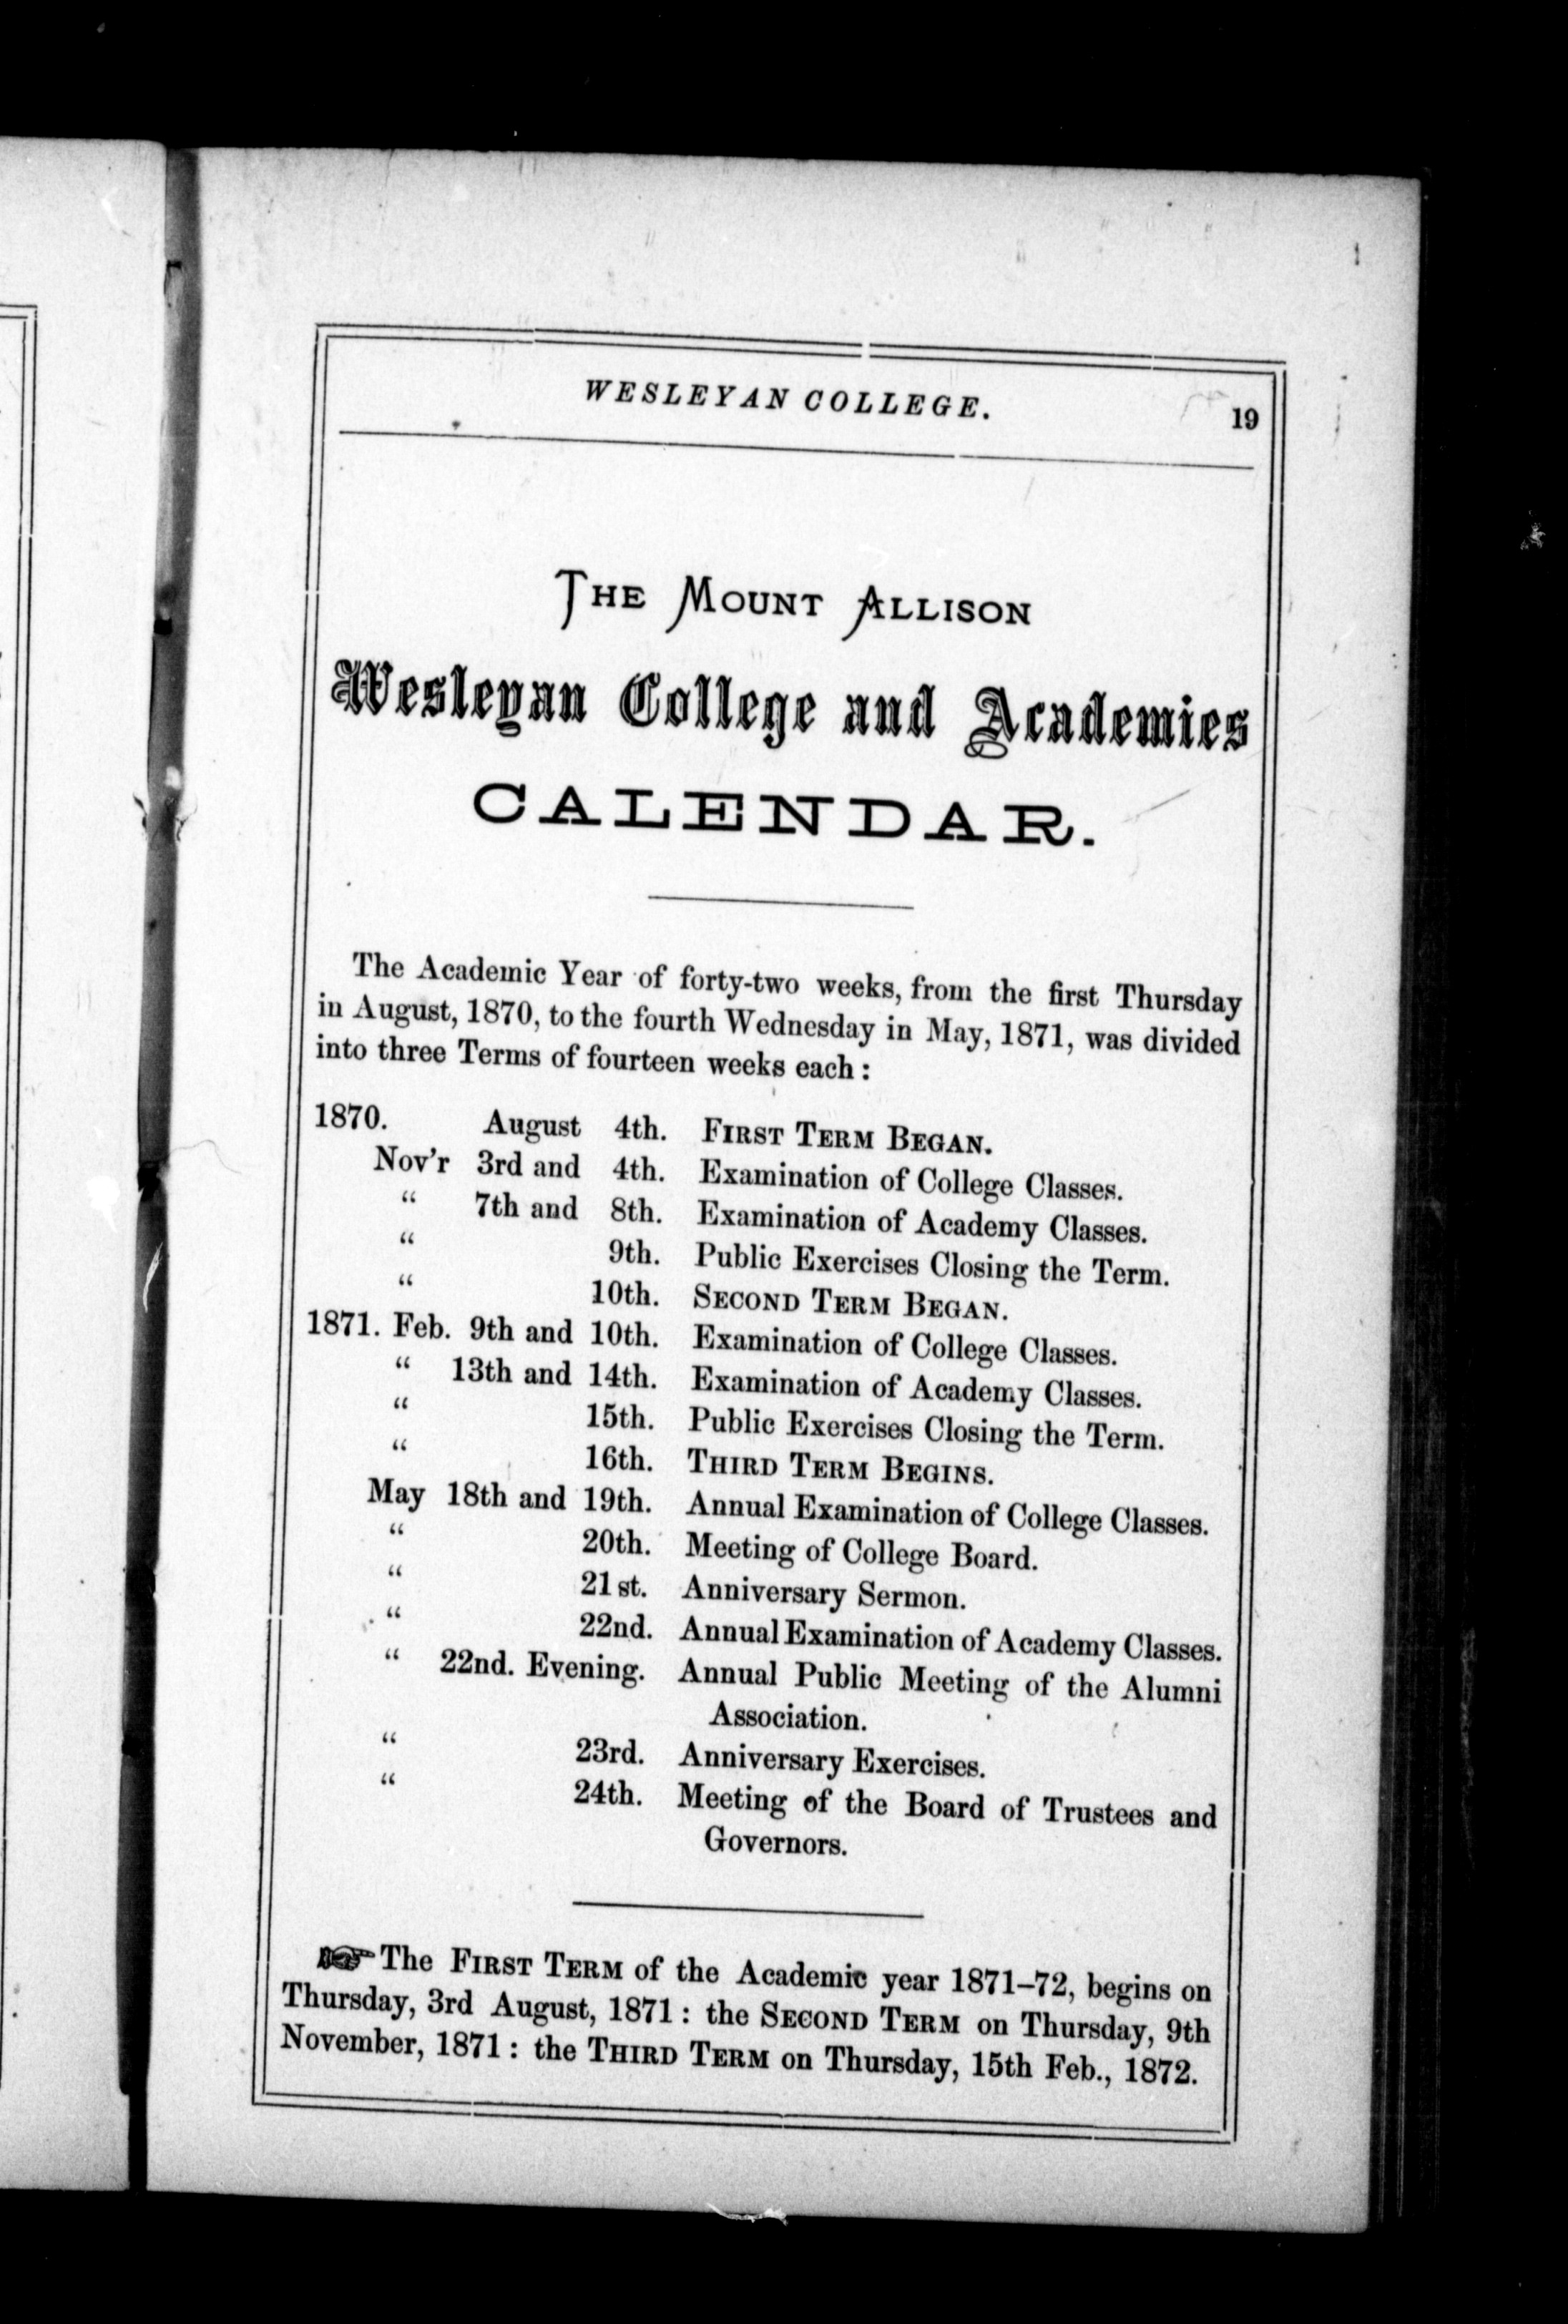 WESLEYAN COLLEGE. 19
THE MOUNT ALLISON
Wesleyan College and Academies
CALENDAR.
The Academic Year of forty-two weeks, from the first Thursday
in August, 1870, to the fourth Wednesday in May, 1871, was divided
into three Terms of fourteen weeks each:
1870. August 4th. FIRST TERM BEGAN.
Nov'r 3rd and 4th. Examination of College Classes.
“ 7th and 8th. Examination of Academy Classes.
“ 9th. Public Exercises Closing the Term.
“ 10th. SECOND TERM BEGAN.
1871. Feb. 9th and 10th. Examination of College Classes.
“ 13th and 14th. Examination of Academy Classes.
“ 15th. Public Exercises Closing the Term.
“ 16th. THIRD TERM BEGINS.
May 18th and 19th. Annual Examination of College Classes.
“ 20th. Meeting of College Board.
“ 21st. Anniversary Sermon.
“ 22nd. Annual Examination of Academy Classes.
“ 22nd. Evening. Annual Public Meeting of the Alumni
Association.
“ 23rd. Anniversary Exercises.
“ 24th. Meeting of the Board of Trustees and
Governors.
☞ The FIRST TERM of the Academic year 1871–72, begins on
Thursday, 3rd August, 1871: the SECOND TERM on Thursday, 9th
November, 1871: the THIRD TERM on Thursday, 15th Feb., 1872.